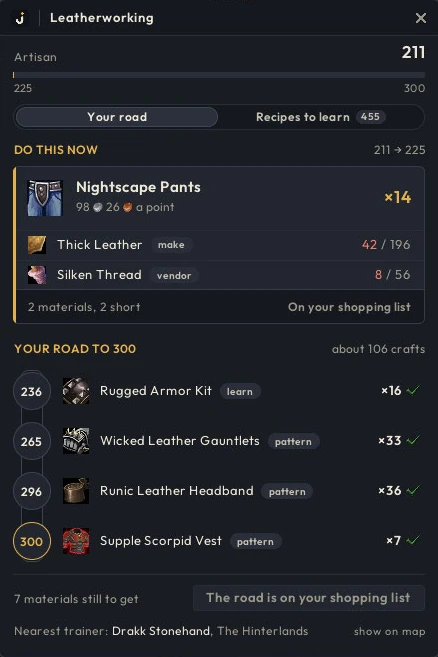 Leatherworking
Artisan 211
225 300
Your road Recipes to learn 455
DO THIS NOW 211 → 225
Nightscape Pants
98 26 a point ×14
Thick Leather make 42 / 196
Silken Thread vendor 8 / 56
2 materials, 2 short On your shopping list
YOUR ROAD TO 300 about 106 crafts
236 Rugged Armor Kit learn ×16
265 Wicked Leather Gauntlets pattern ×33
296 Runic Leather Headband pattern ×36
300 Supple Scorpid Vest pattern ×7
7 materials still to get The road is on your shopping list
Nearest trainer: Drakk Stonehand, The Hinterlands show on map